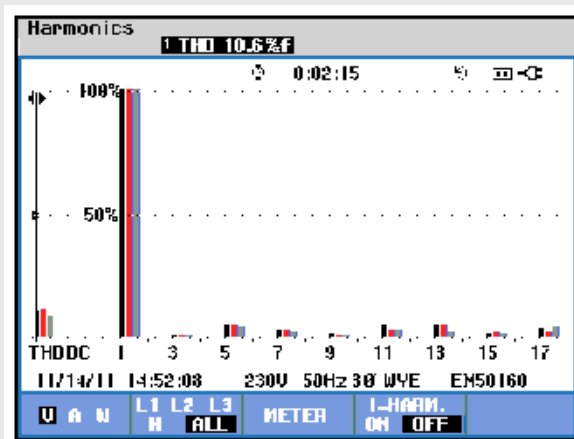 Harmonics
1 THD 10.6%f
0:02:15
100%
50%
THDDC 1 3 5 7 9 11 13 15 17
11/14/11 14:52:08 230V 50Hz 3Ø WYE EN50160
V A W L1 L2 L3 N ALL METER I-HARM. ON OFF